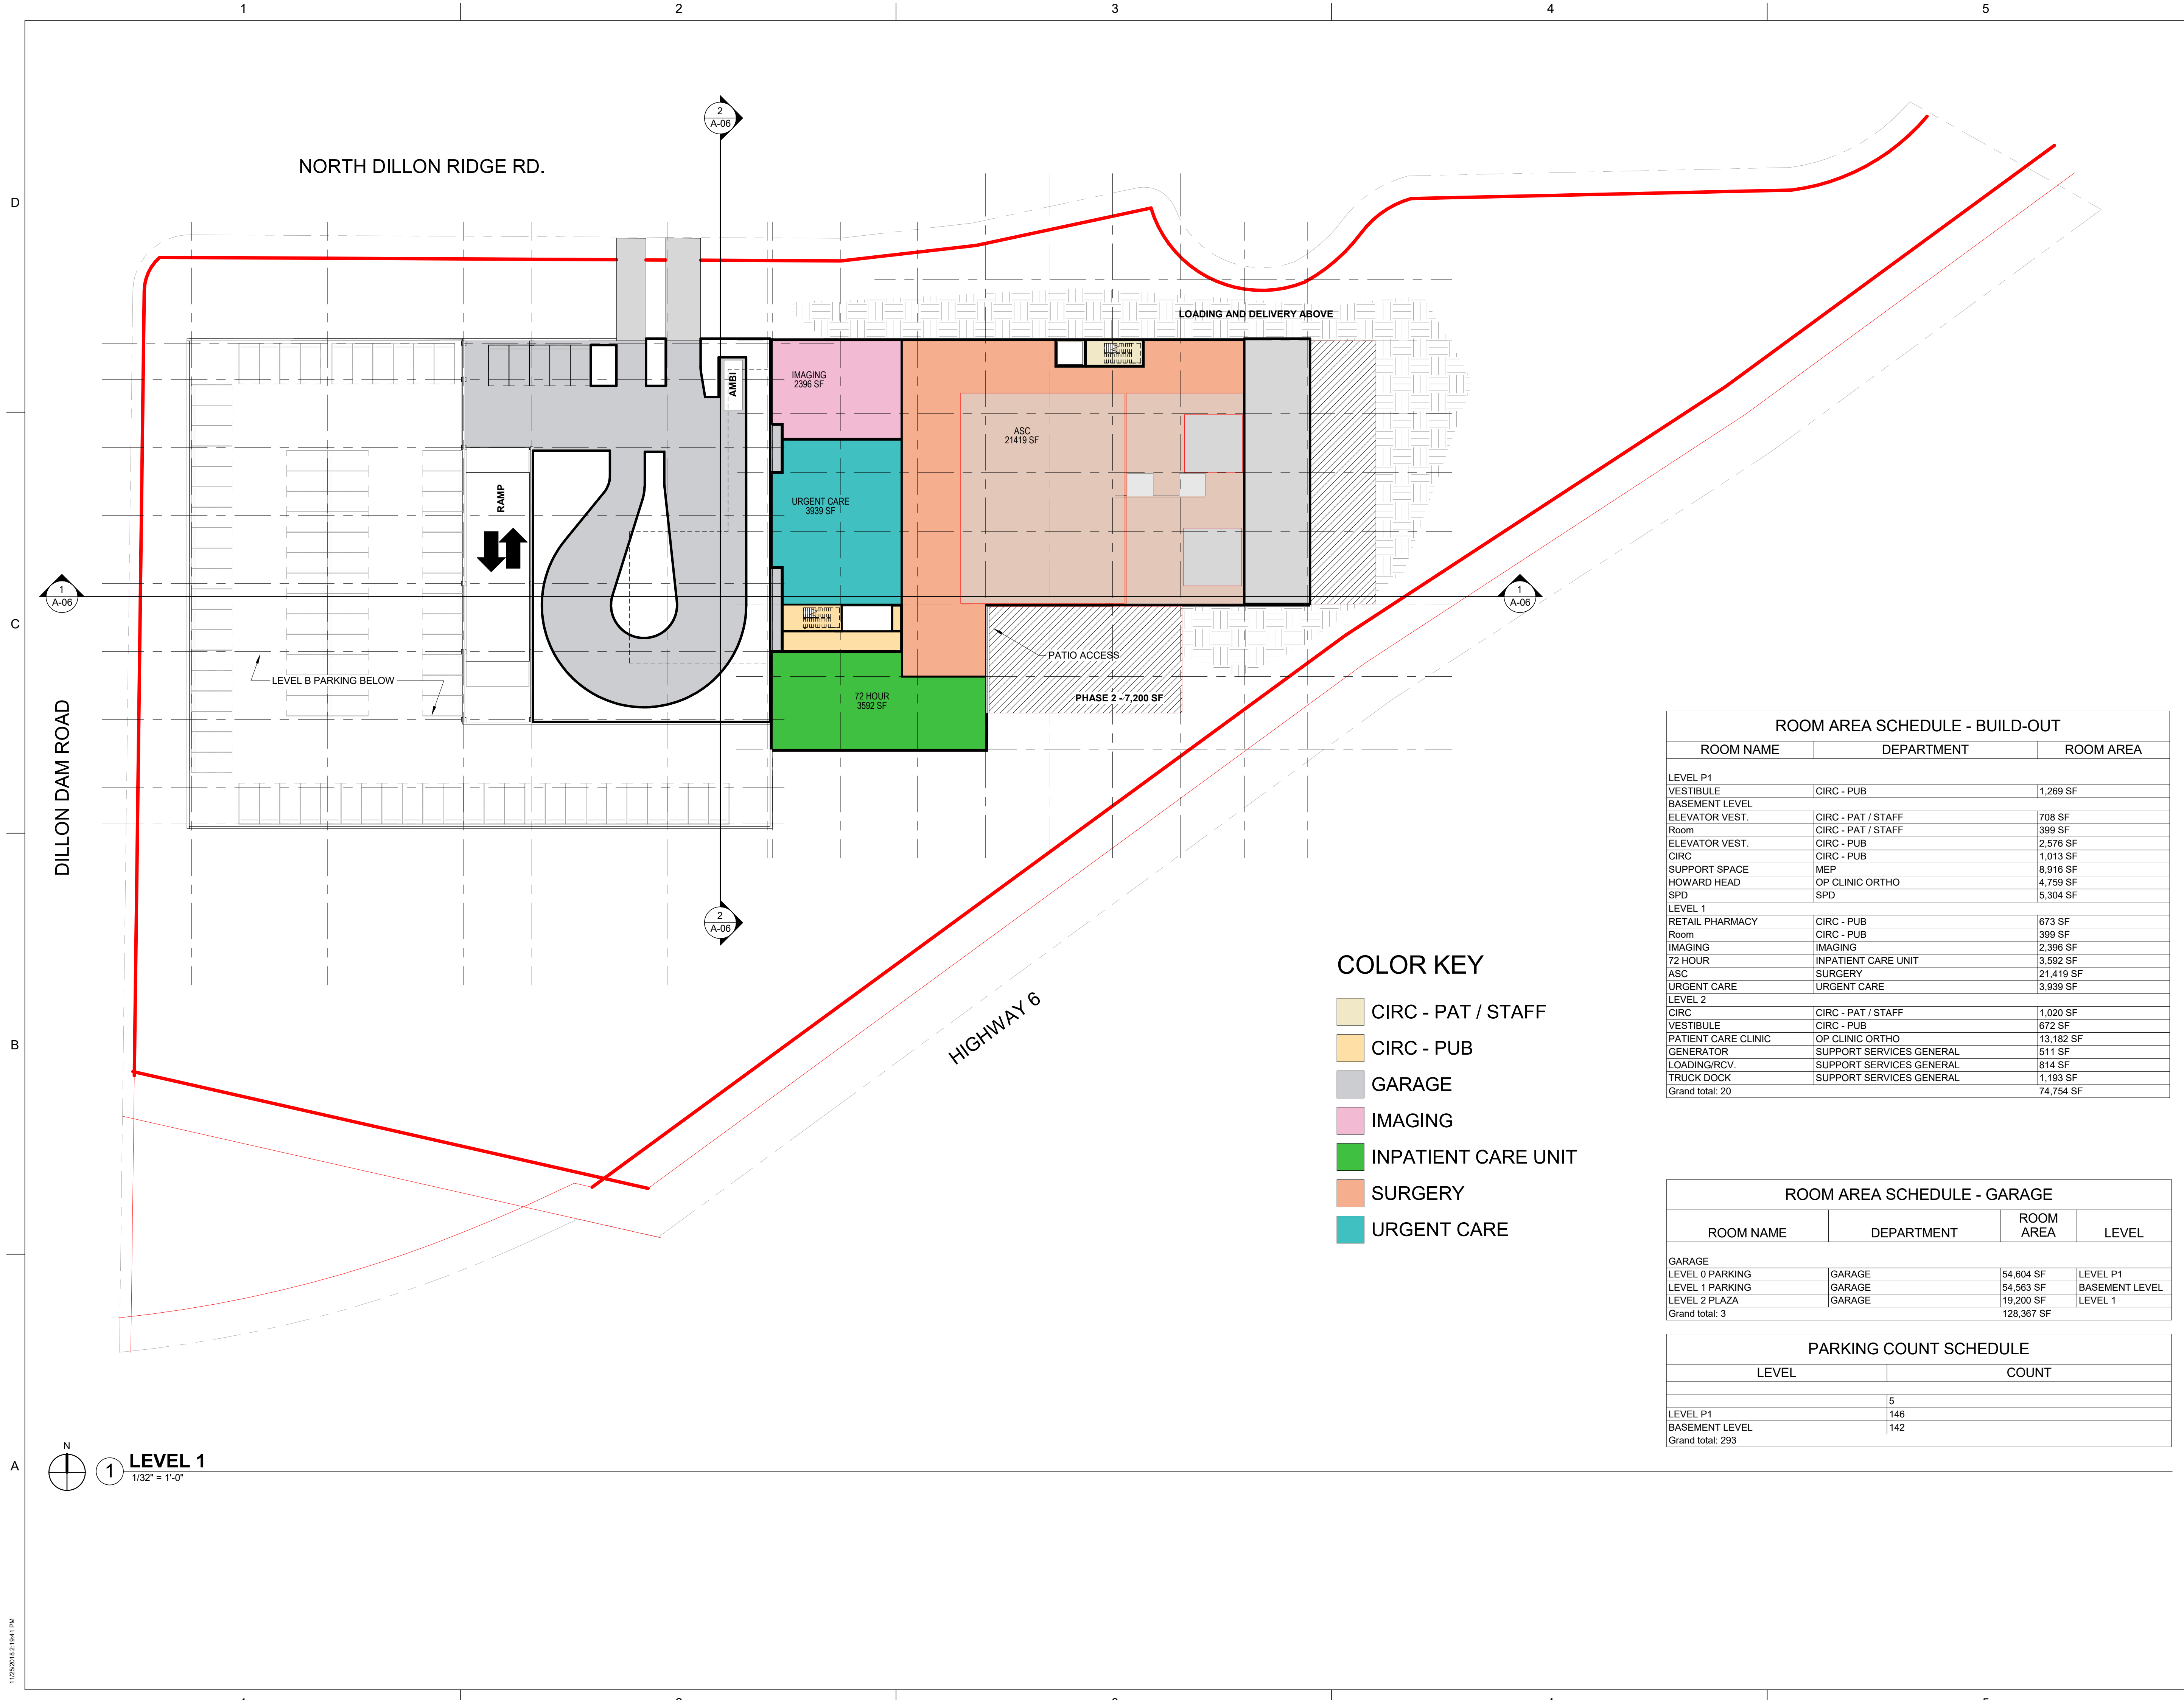 1 2 3 4 5
D
C
B
A
NORTH DILLON RIDGE RD.
2
A-06
LOADING AND DELIVERY ABOVE
IMAGING
2396 SF
AMBI
ASC
21419 SF
RAMP
URGENT CARE
3939 SF
1
A-06
1
A-06
PATIO ACCESS
LEVEL B PARKING BELOW
72 HOUR
3592 SF
PHASE 2 - 7,200 SF
DILLON DAM ROAD
2
A-06
HIGHWAY 6
COLOR KEY
CIRC - PAT / STAFF
CIRC - PUB
GARAGE
IMAGING
INPATIENT CARE UNIT
SURGERY
URGENT CARE
ROOM AREA SCHEDULE - BUILD-OUT
ROOM NAME DEPARTMENT ROOM AREA
LEVEL P1
VESTIBULE CIRC - PUB 1,269 SF
BASEMENT LEVEL
ELEVATOR VEST. CIRC - PAT / STAFF 708 SF
Room CIRC - PAT / STAFF 399 SF
ELEVATOR VEST. CIRC - PUB 2,576 SF
CIRC CIRC - PUB 1,013 SF
SUPPORT SPACE MEP 8,916 SF
HOWARD HEAD OP CLINIC ORTHO 4,759 SF
SPD SPD 5,304 SF
LEVEL 1
RETAIL PHARMACY CIRC - PUB 673 SF
Room CIRC - PUB 399 SF
IMAGING IMAGING 2,396 SF
72 HOUR INPATIENT CARE UNIT 3,592 SF
ASC SURGERY 21,419 SF
URGENT CARE URGENT CARE 3,939 SF
LEVEL 2
CIRC CIRC - PAT / STAFF 1,020 SF
VESTIBULE CIRC - PUB 672 SF
PATIENT CARE CLINIC OP CLINIC ORTHO 13,182 SF
GENERATOR SUPPORT SERVICES GENERAL 511 SF
LOADING/RCV. SUPPORT SERVICES GENERAL 814 SF
TRUCK DOCK SUPPORT SERVICES GENERAL 1,193 SF
Grand total: 20 74,754 SF
ROOM AREA SCHEDULE - GARAGE
ROOM NAME DEPARTMENT ROOM AREA LEVEL
GARAGE
LEVEL 0 PARKING GARAGE 54,604 SF LEVEL P1
LEVEL 1 PARKING GARAGE 54,563 SF BASEMENT LEVEL
LEVEL 2 PLAZA GARAGE 19,200 SF LEVEL 1
Grand total: 3 128,367 SF
PARKING COUNT SCHEDULE
LEVEL COUNT
5
LEVEL P1 146
BASEMENT LEVEL 142
Grand total: 293
N
1
LEVEL 1
1/32" = 1'-0"
11/25/2018 2:19:41 PM